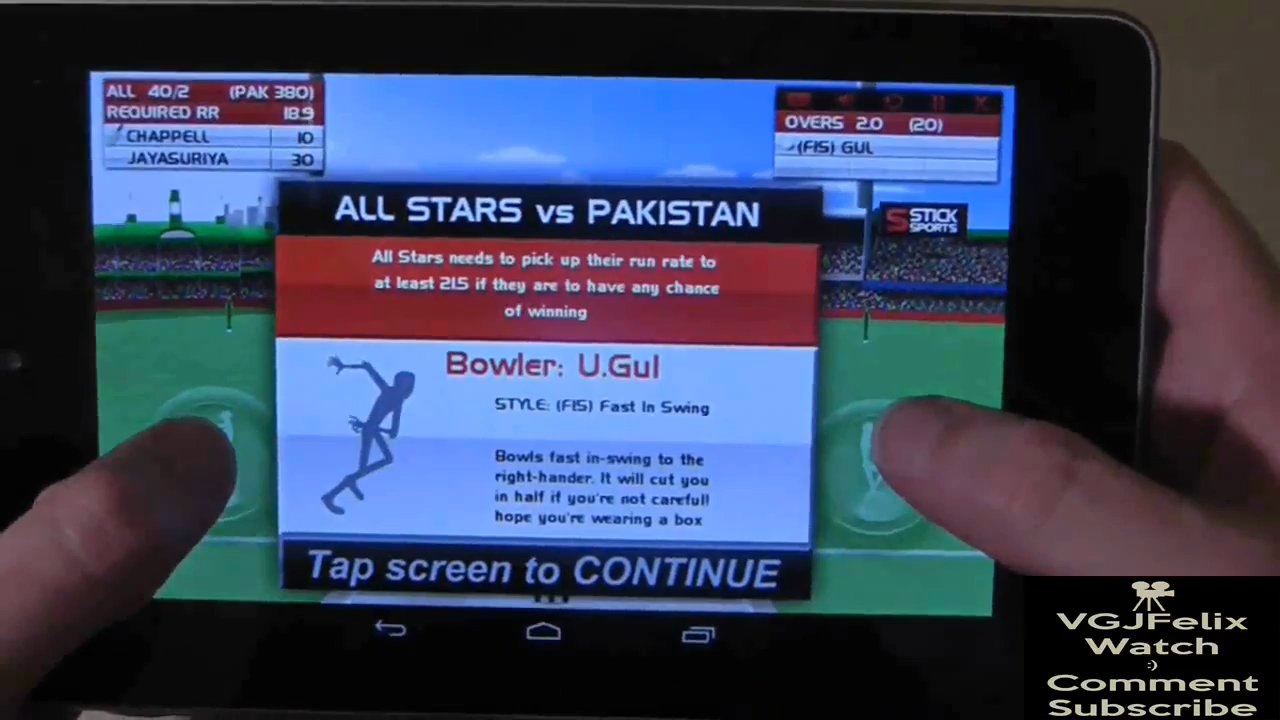 ALL 40/2 (PAK 380)
REQUIRED RR 18.9
CHAPPELL 10
JAYASURIYA 30
OVERS 2.0 (20)
(FIS) GUL
STICK
SPORTS
ALL STARS vs PAKISTAN
All Stars needs to pick up their run rate to
at least 21.5 if they are to have any chance
of winning
Bowler: U.Gul
STYLE: (FIS) Fast In Swing
Bowls fast in-swing to the
right-hander. It will cut you
in half if you're not careful!
hope you're wearing a box
Tap screen to CONTINUE
VGJFelix
Watch
:)
Comment
Subscribe